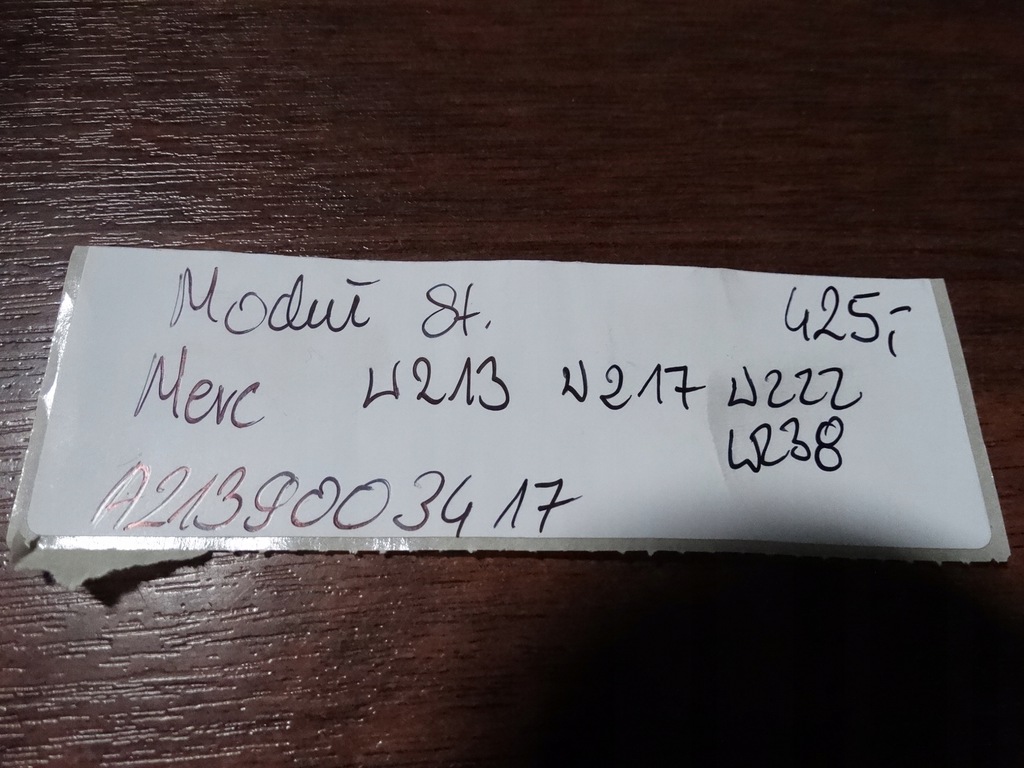 Moduł St. 425,-
Merc W213 W217 W222
W238
A2139003417